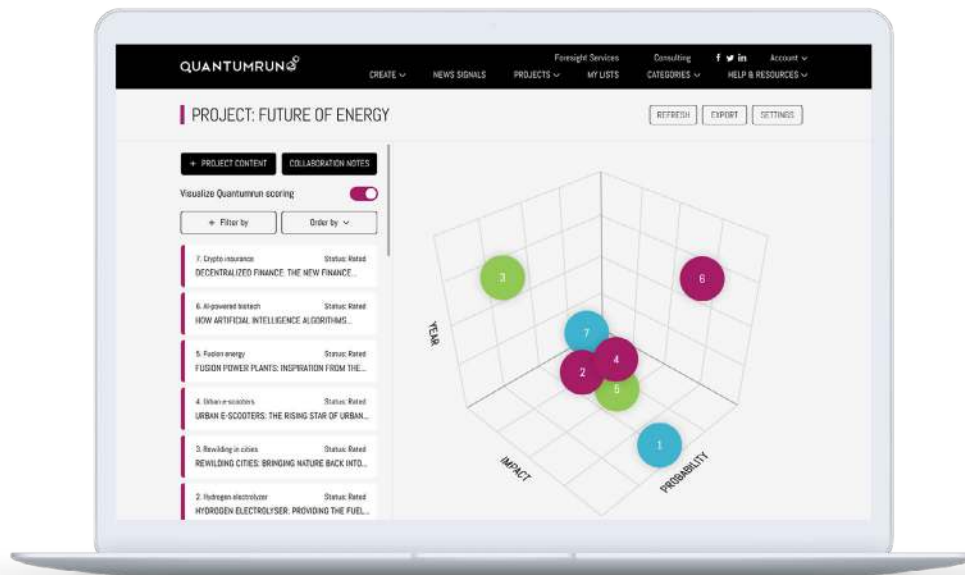 QUANTUMRUN
Foresight Services Consulting f in Account
CREATE NEWS SIGNALS PROJECTS MY LISTS CATEGORIES HELP & RESOURCES
PROJECT: FUTURE OF ENERGY
REFRESH EXPORT SETTINGS
+ PROJECT CONTENT COLLABORATION NOTES
Visualize Quantumrun scoring
+ Filter by Order by
7. Crypto insurance Status: Rated
DECENTRALIZED FINANCE: THE NEW FINANCE...
6. AI-powered biotech Status: Rated
HOW ARTIFICIAL INTELLIGENCE ALGORITHMS...
5. Fusion energy Status: Rated
FUSION POWER PLANTS: INSPIRATION FROM THE...
4. Urban e-scooters Status: Rated
URBAN E-SCOOTERS: THE RISING STAR OF URBAN...
3. Rewilding in cities Status: Rated
REWILDING CITIES: BRINGING NATURE BACK INTO...
2. Hydrogen electrolyzer Status: Rated
HYDROGEN ELECTROLYSER: PROVIDING THE FUEL...
3
6
7
4
2
5
1
YEAR
IMPACT
PROBABILITY